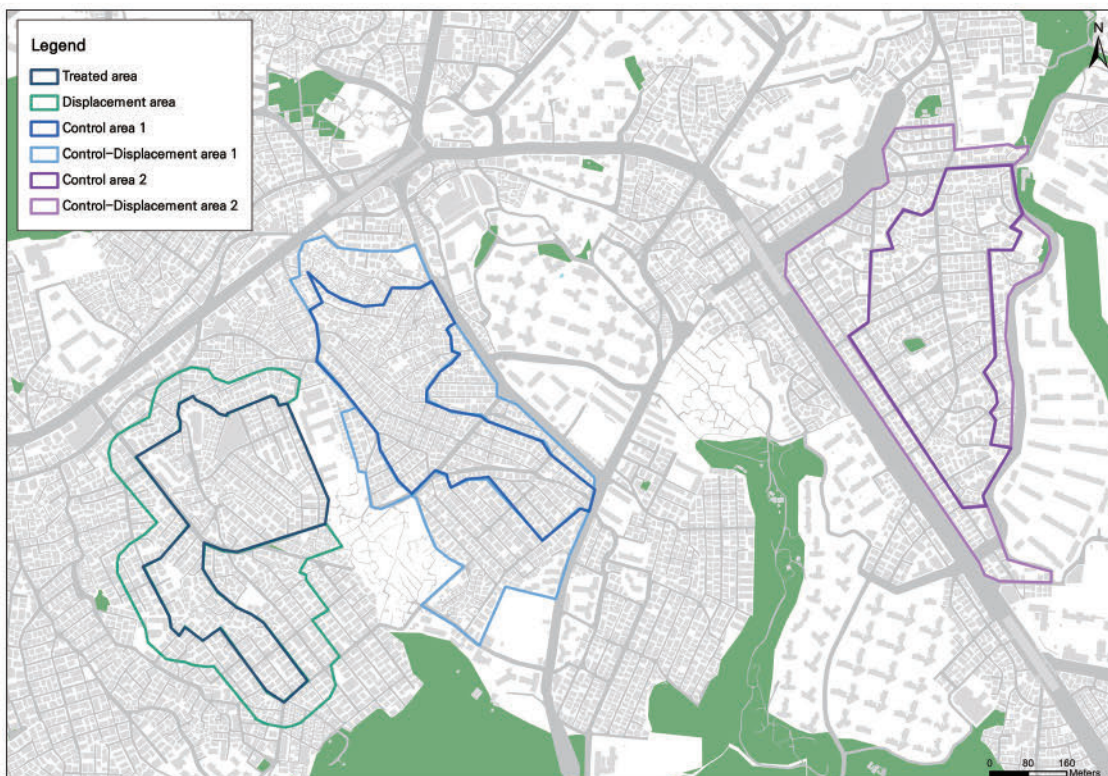 Legend
Treated area
Displacement area
Control area 1
Control-Displacement area 1
Control area 2
Control-Displacement area 2
N
0 80 160
Meters